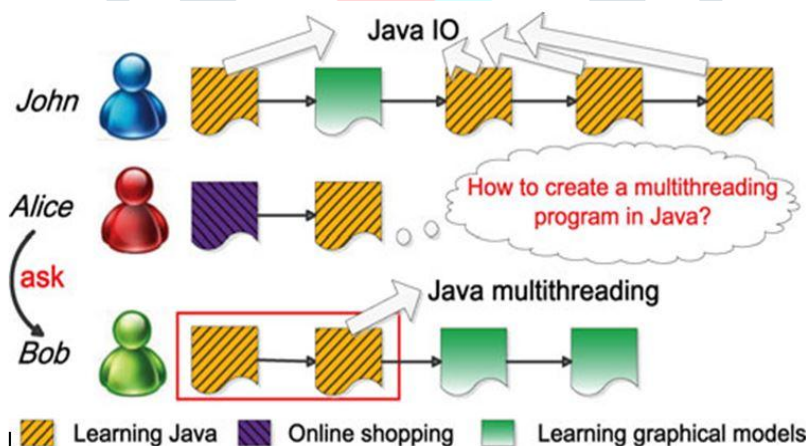 Java IO
John
Alice
How to create a multithreading
program in Java?
ask
Java multithreading
Bob
Learning Java
Online shopping
Learning graphical models